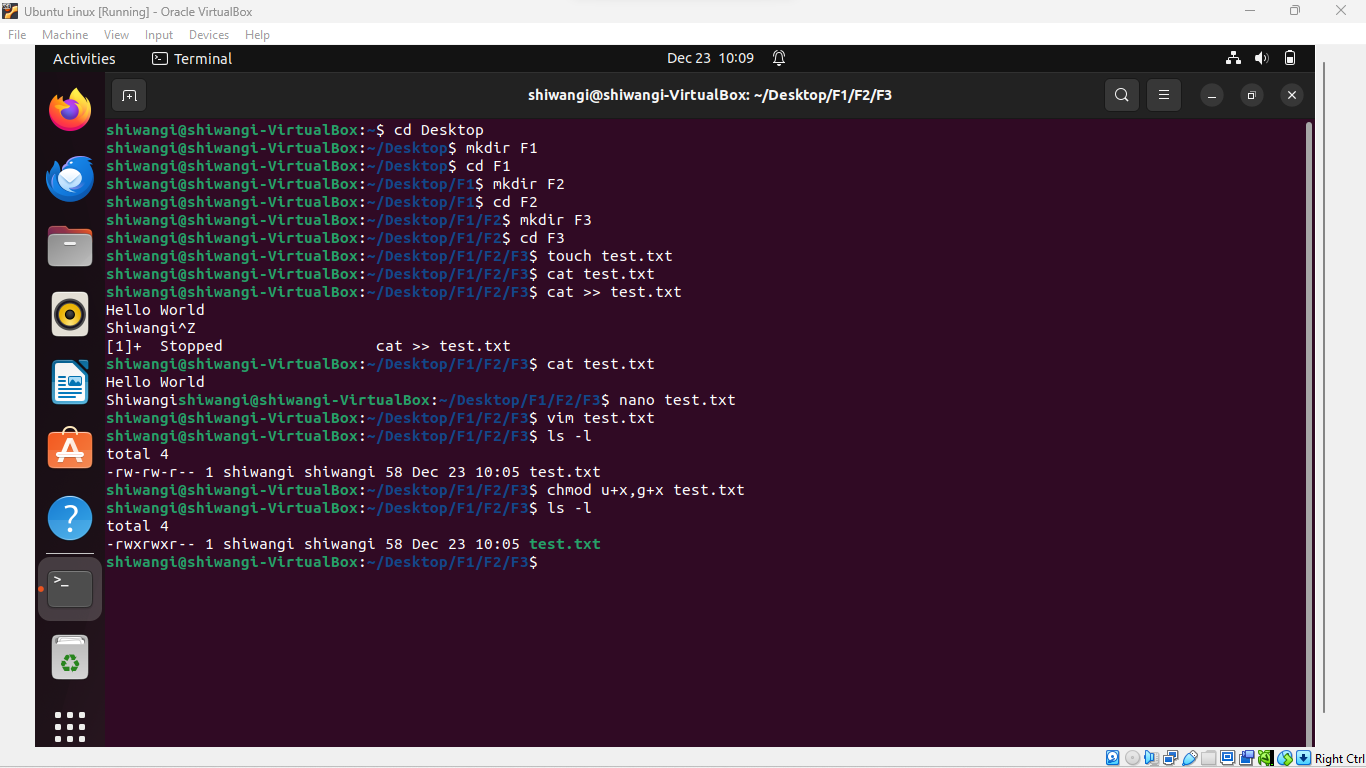 Ubuntu Linux [Running] - Oracle VirtualBox
File Machine View Input Devices Help
Activities Terminal Dec 23 10:09
shiwangi@shiwangi-VirtualBox: ~/Desktop/F1/F2/F3
shiwangi@shiwangi-VirtualBox:~$ cd Desktop
shiwangi@shiwangi-VirtualBox:~/Desktop$ mkdir F1
shiwangi@shiwangi-VirtualBox:~/Desktop$ cd F1
shiwangi@shiwangi-VirtualBox:~/Desktop/F1$ mkdir F2
shiwangi@shiwangi-VirtualBox:~/Desktop/F1$ cd F2
shiwangi@shiwangi-VirtualBox:~/Desktop/F1/F2$ mkdir F3
shiwangi@shiwangi-VirtualBox:~/Desktop/F1/F2$ cd F3
shiwangi@shiwangi-VirtualBox:~/Desktop/F1/F2/F3$ touch test.txt
shiwangi@shiwangi-VirtualBox:~/Desktop/F1/F2/F3$ cat test.txt
shiwangi@shiwangi-VirtualBox:~/Desktop/F1/F2/F3$ cat >> test.txt
Hello World
Shiwangi^Z
[1]+  Stopped                 cat >> test.txt
shiwangi@shiwangi-VirtualBox:~/Desktop/F1/F2/F3$ cat test.txt
Hello World
Shiwangishiwangi@shiwangi-VirtualBox:~/Desktop/F1/F2/F3$ nano test.txt
shiwangi@shiwangi-VirtualBox:~/Desktop/F1/F2/F3$ vim test.txt
shiwangi@shiwangi-VirtualBox:~/Desktop/F1/F2/F3$ ls -l
total 4
-rw-rw-r-- 1 shiwangi shiwangi 58 Dec 23 10:05 test.txt
shiwangi@shiwangi-VirtualBox:~/Desktop/F1/F2/F3$ chmod u+x,g+x test.txt
shiwangi@shiwangi-VirtualBox:~/Desktop/F1/F2/F3$ ls -l
total 4
-rwxrwxr-- 1 shiwangi shiwangi 58 Dec 23 10:05 test.txt
shiwangi@shiwangi-VirtualBox:~/Desktop/F1/F2/F3$
Right Ctrl